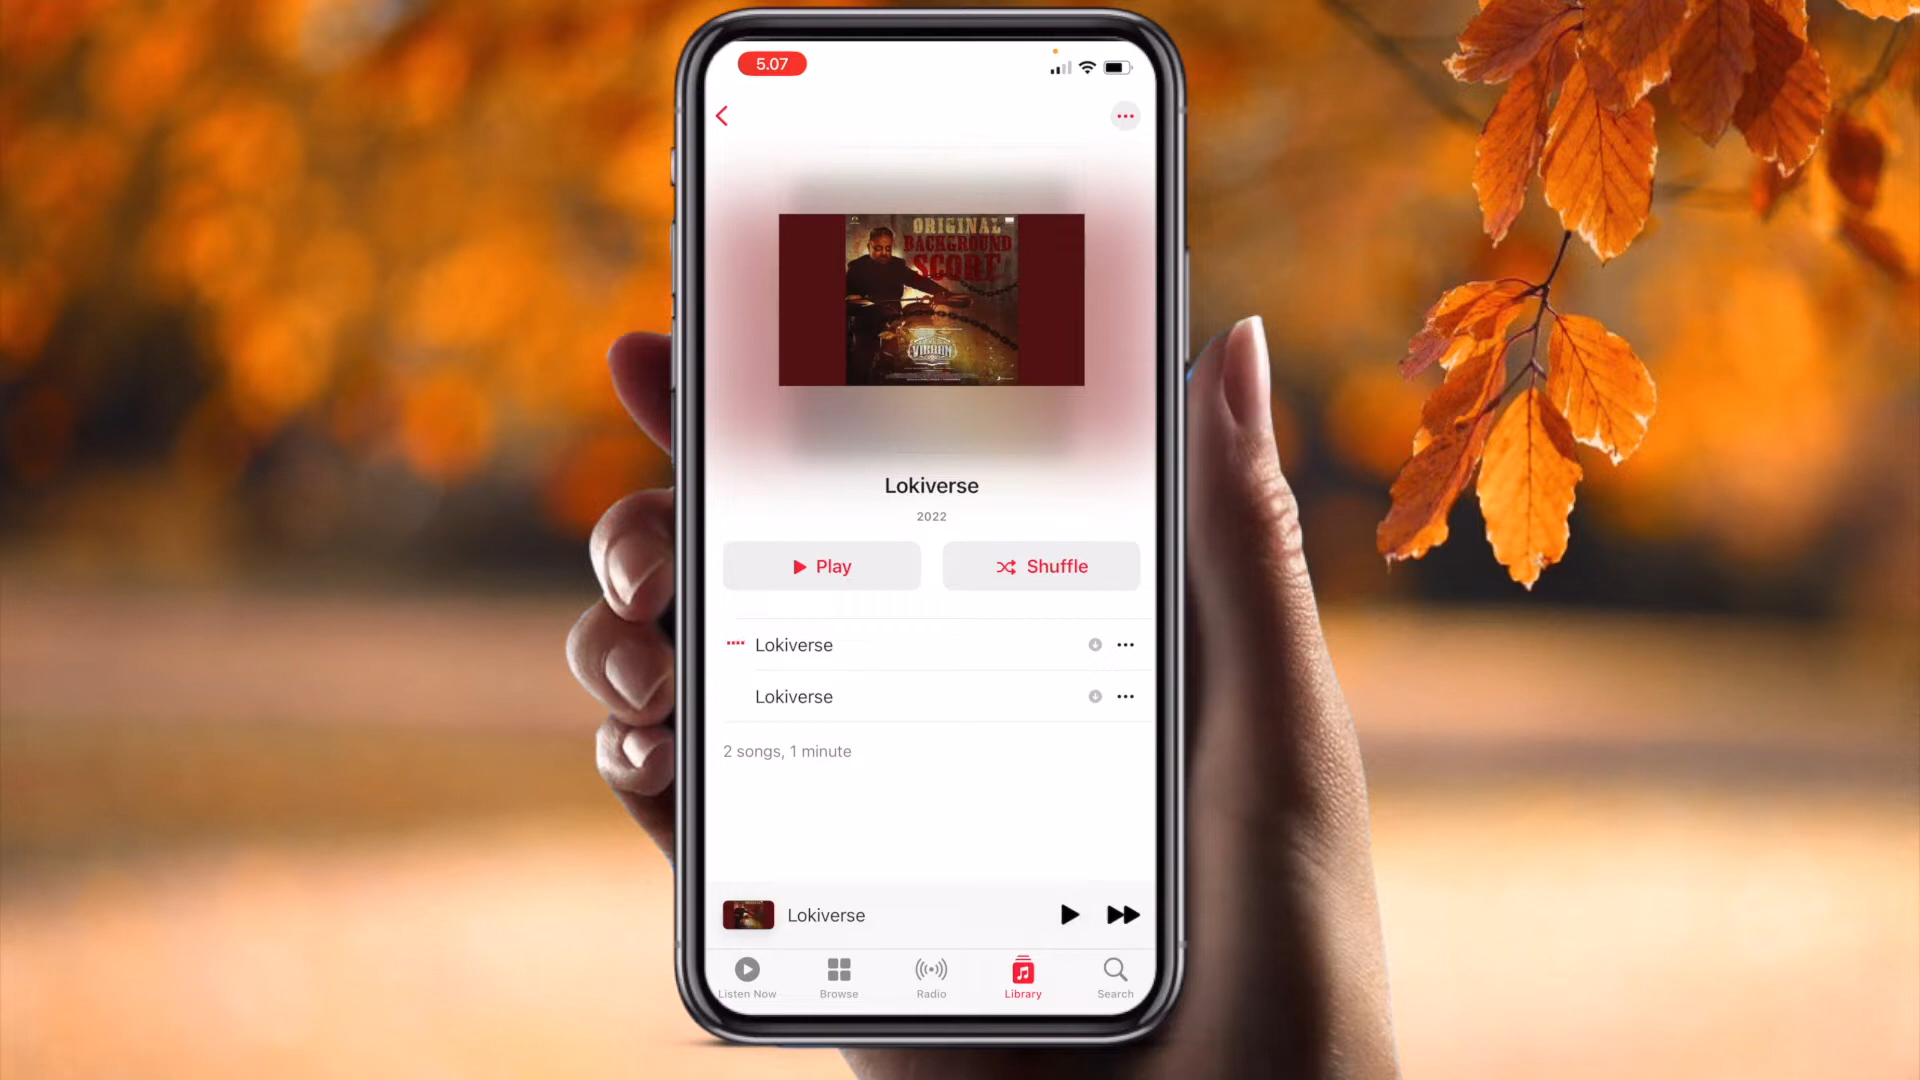 5.07
ORIGINAL
BACKGROUND
SCORE
VIKRAM
Lokiverse
2022
Play
Shuffle
Lokiverse
Lokiverse
2 songs, 1 minute
Lokiverse
Listen Now
Browse
Radio
Library
Search